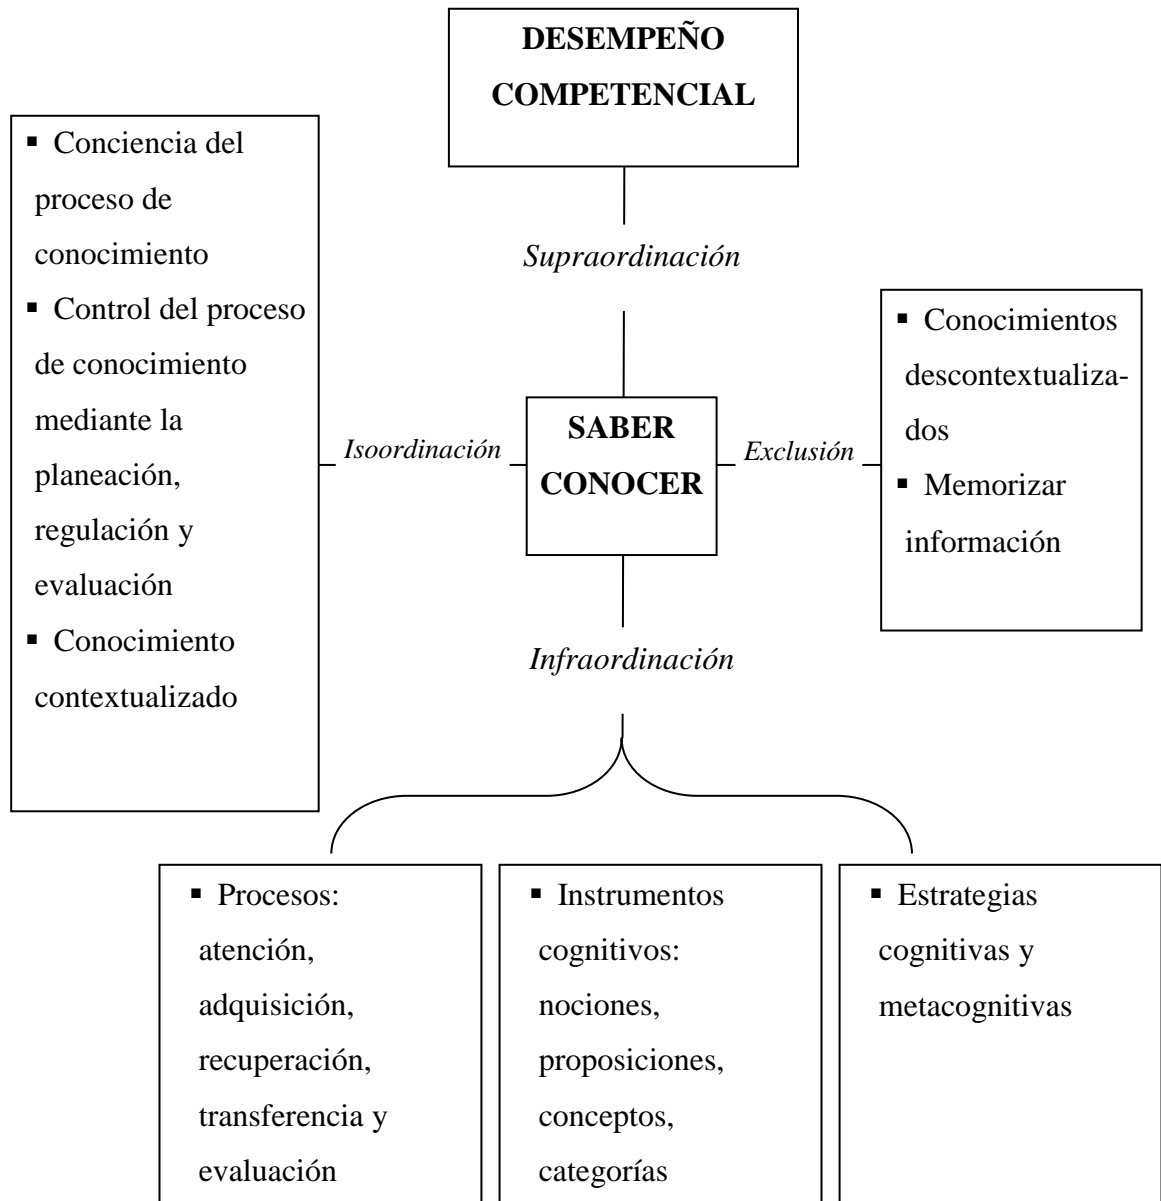 DESEMPEÑO
COMPETENCIAL
▪ Conciencia del
proceso de
conocimiento
▪ Control del proceso
de conocimiento
mediante la
planeación,
regulación y
evaluación
▪ Conocimiento
contextualizado
Supraordinación
Isoordinación
SABER
CONOCER
Exclusión
▪ Conocimientos
descontextualiza-
dos
▪ Memorizar
información
Infraordinación
▪ Procesos:
atención,
adquisición,
recuperación,
transferencia y
evaluación
▪ Instrumentos
cognitivos:
nociones,
proposiciones,
conceptos,
categorías
▪ Estrategias
cognitivas y
metacognitivas